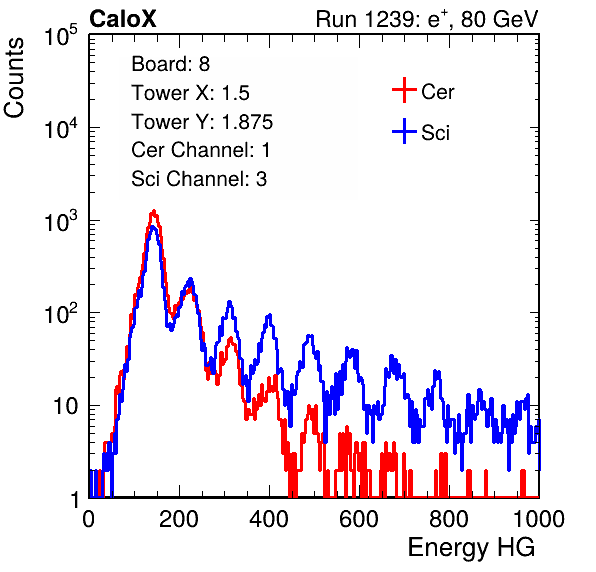 CaloX Run 1239: e⁺, 80 GeV
Counts
Board: 8
Tower X: 1.5
Tower Y: 1.875
Cer Channel: 1
Sci Channel: 3
Cer
Sci
10⁵
10⁴
10³
10²
10
1
0 200 400 600 800 1000
Energy HG